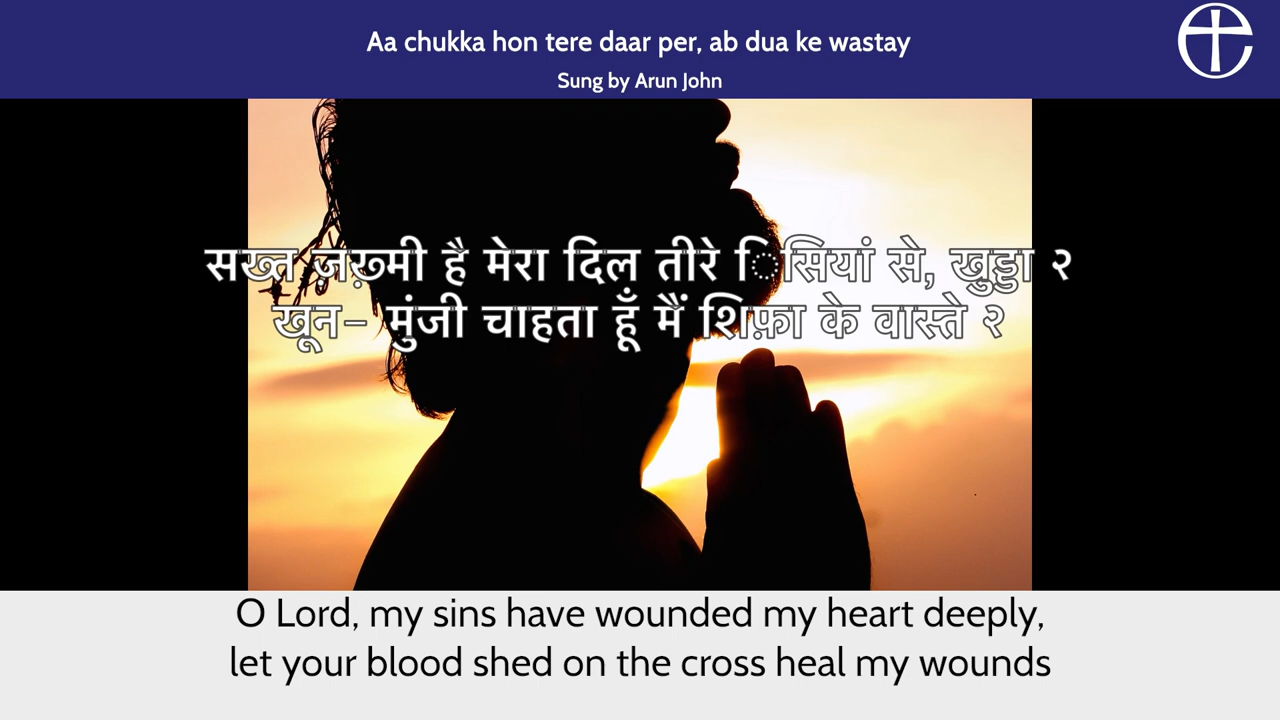 Aa chukka hon tere daar per, ab dua ke wastay
Sung by Arun John
सख्त ज़ख़्मी है मेरा दिल तीरे िसियां से, खुड्डा २
खून- मुंजी चाहता हूँ मैं शिफ़ा के वास्ते २
O Lord, my sins have wounded my heart deeply,
let your blood shed on the cross heal my wounds